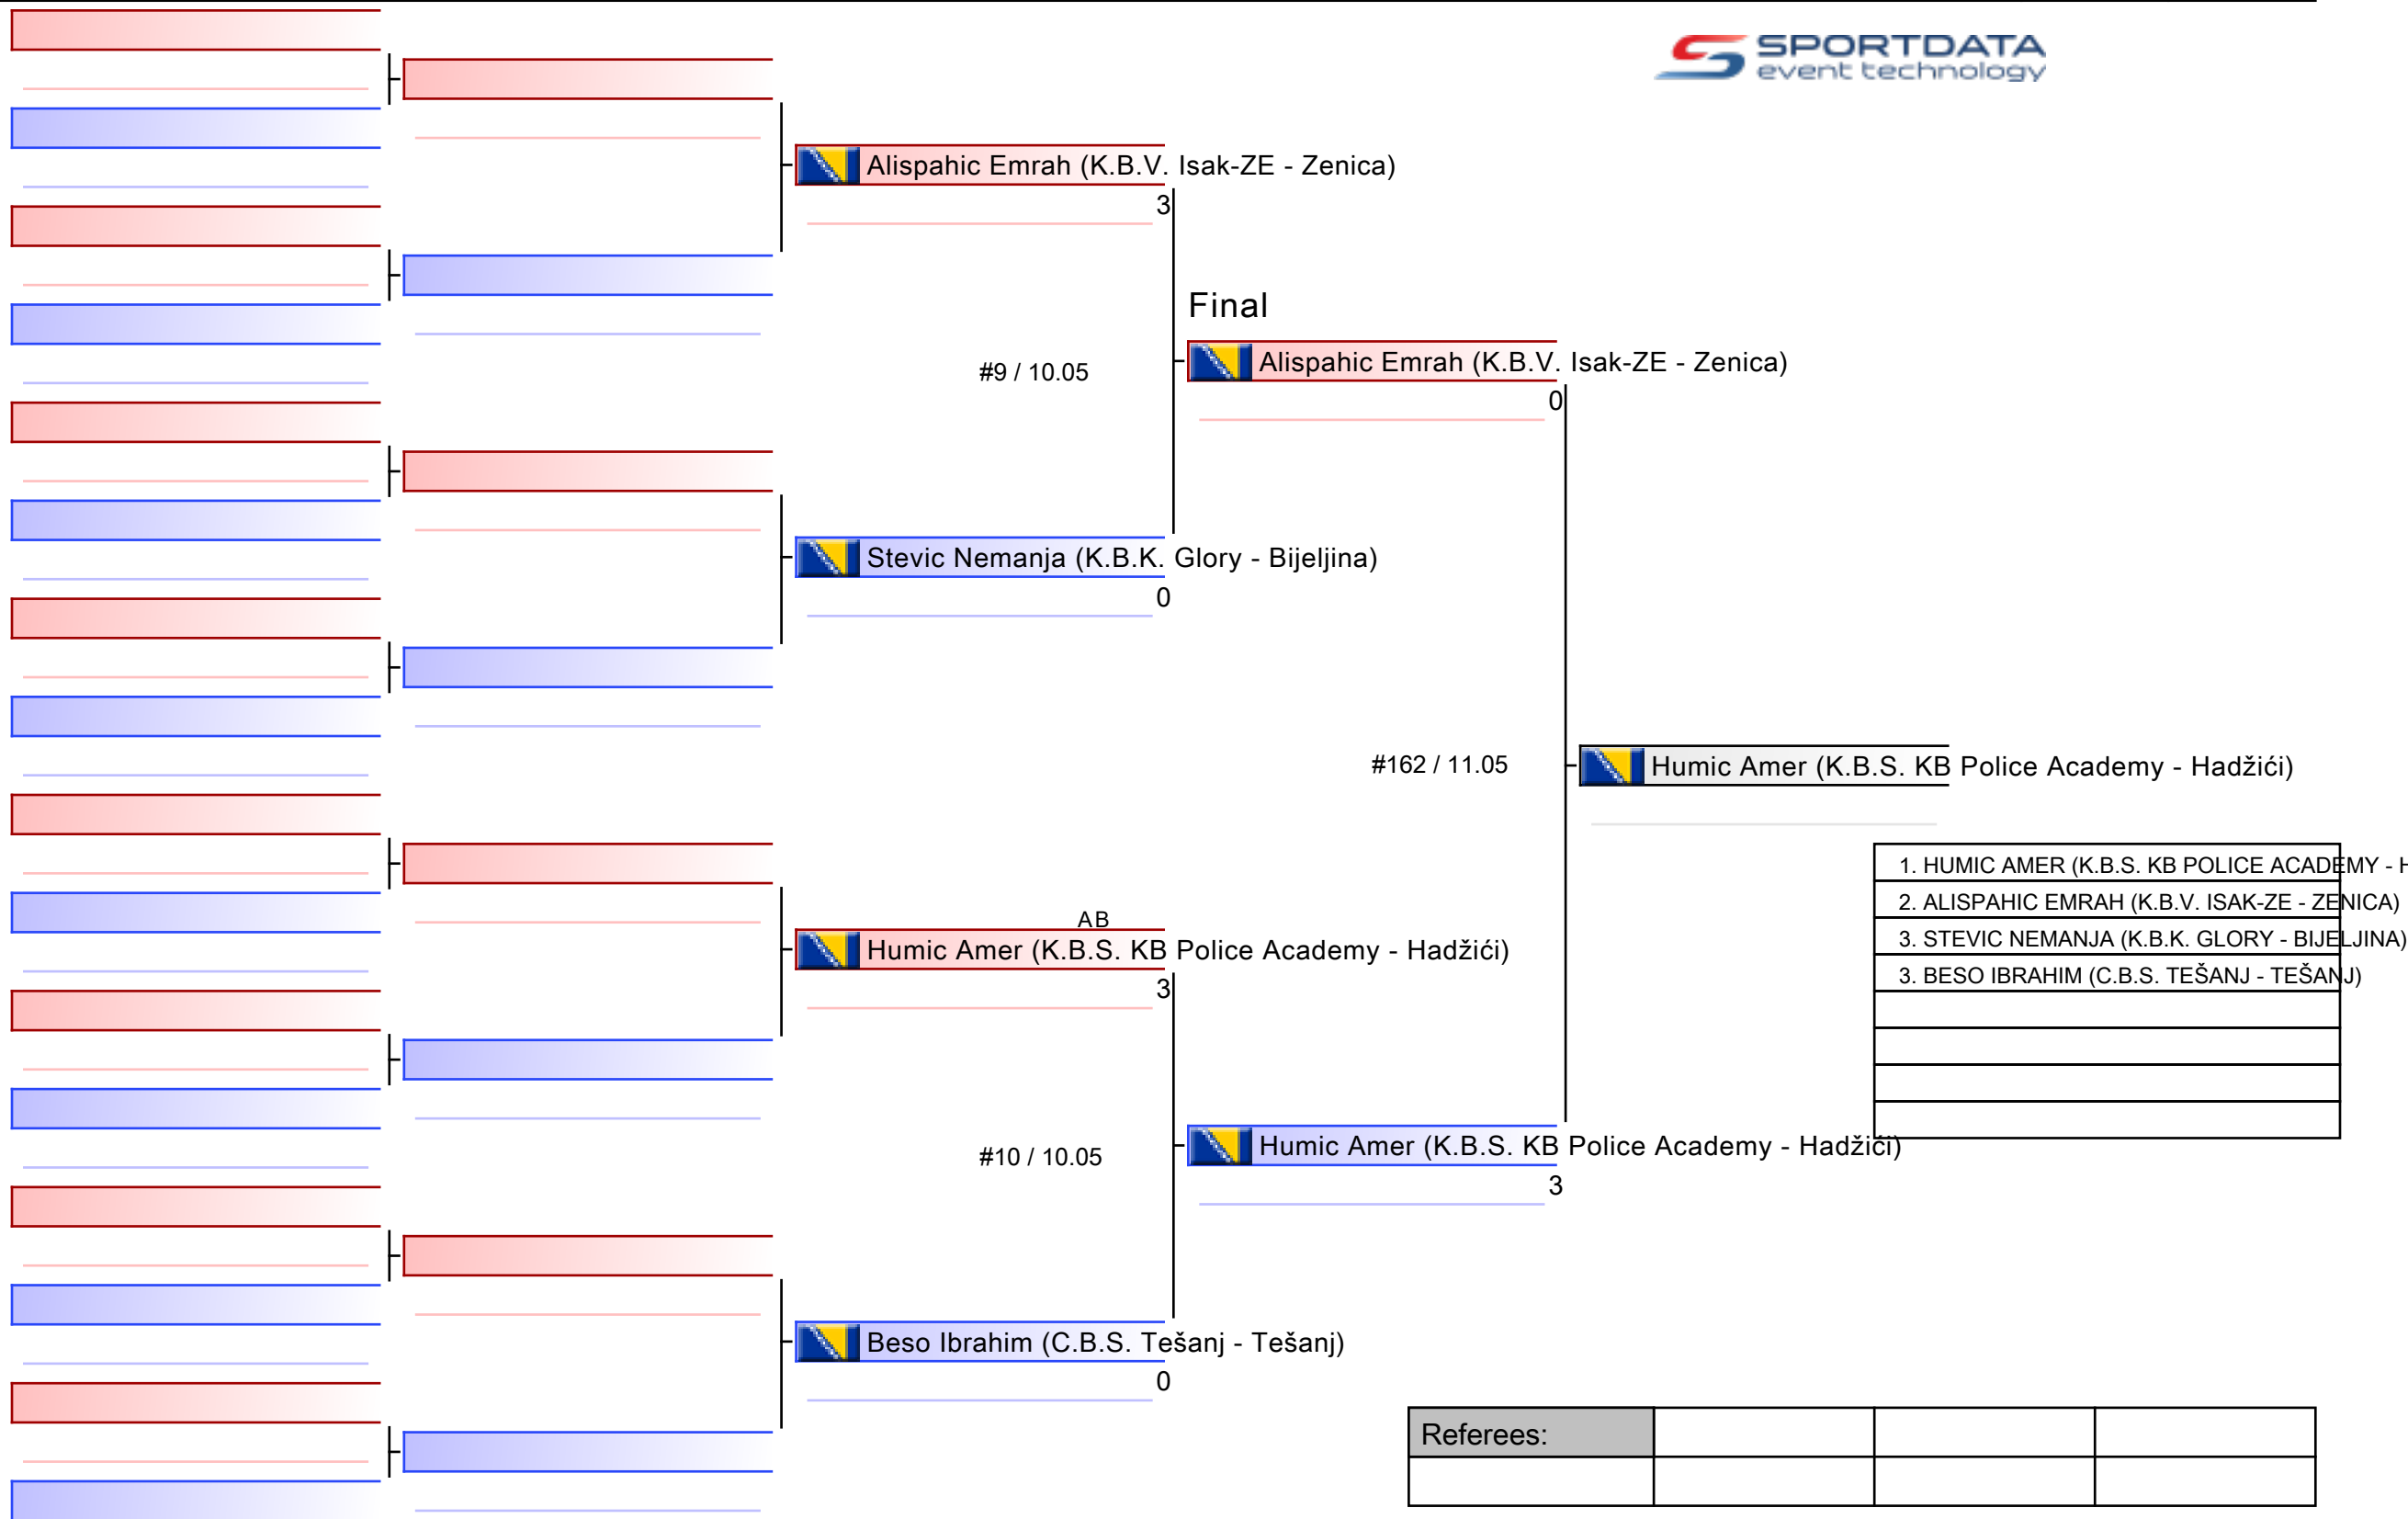 SPORTDATA
event technology
Alispahic Emrah (K.B.V. Isak-ZE - Zenica)
3
Final
#9 / 10.05
Alispahic Emrah (K.B.V. Isak-ZE - Zenica)
0
Stevic Nemanja (K.B.K. Glory - Bijeljina)
0
#162 / 11.05
Humic Amer (K.B.S. KB Police Academy - Hadžići)
1. HUMIC AMER (K.B.S. KB POLICE ACADEMY - H
2. ALISPAHIC EMRAH (K.B.V. ISAK-ZE - ZENICA)
3. STEVIC NEMANJA (K.B.K. GLORY - BIJELJINA)
3. BESO IBRAHIM (C.B.S. TEŠANJ - TEŠANJ)
AB
Humic Amer (K.B.S. KB Police Academy - Hadžići)
3
#10 / 10.05
Humic Amer (K.B.S. KB Police Academy - Hadžići)
3
Beso Ibrahim (C.B.S. Tešanj - Tešanj)
0
Referees: